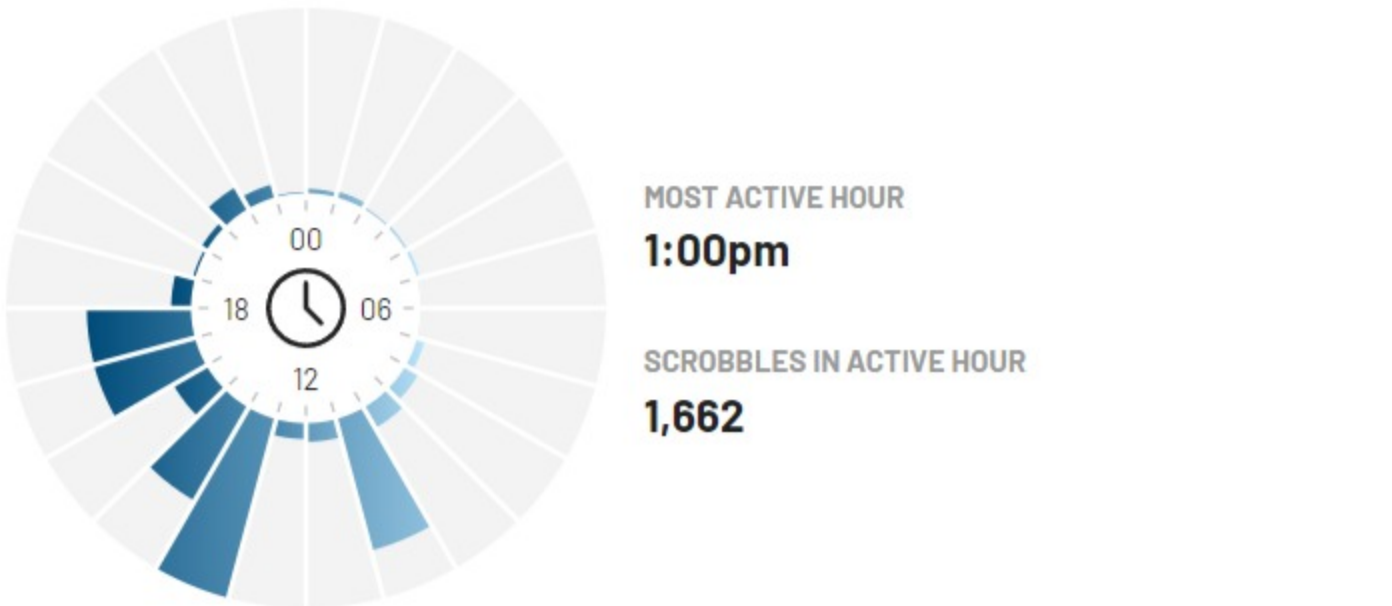 00
18
06
12
MOST ACTIVE HOUR
1:00pm
SCROBBLES IN ACTIVE HOUR
1,662